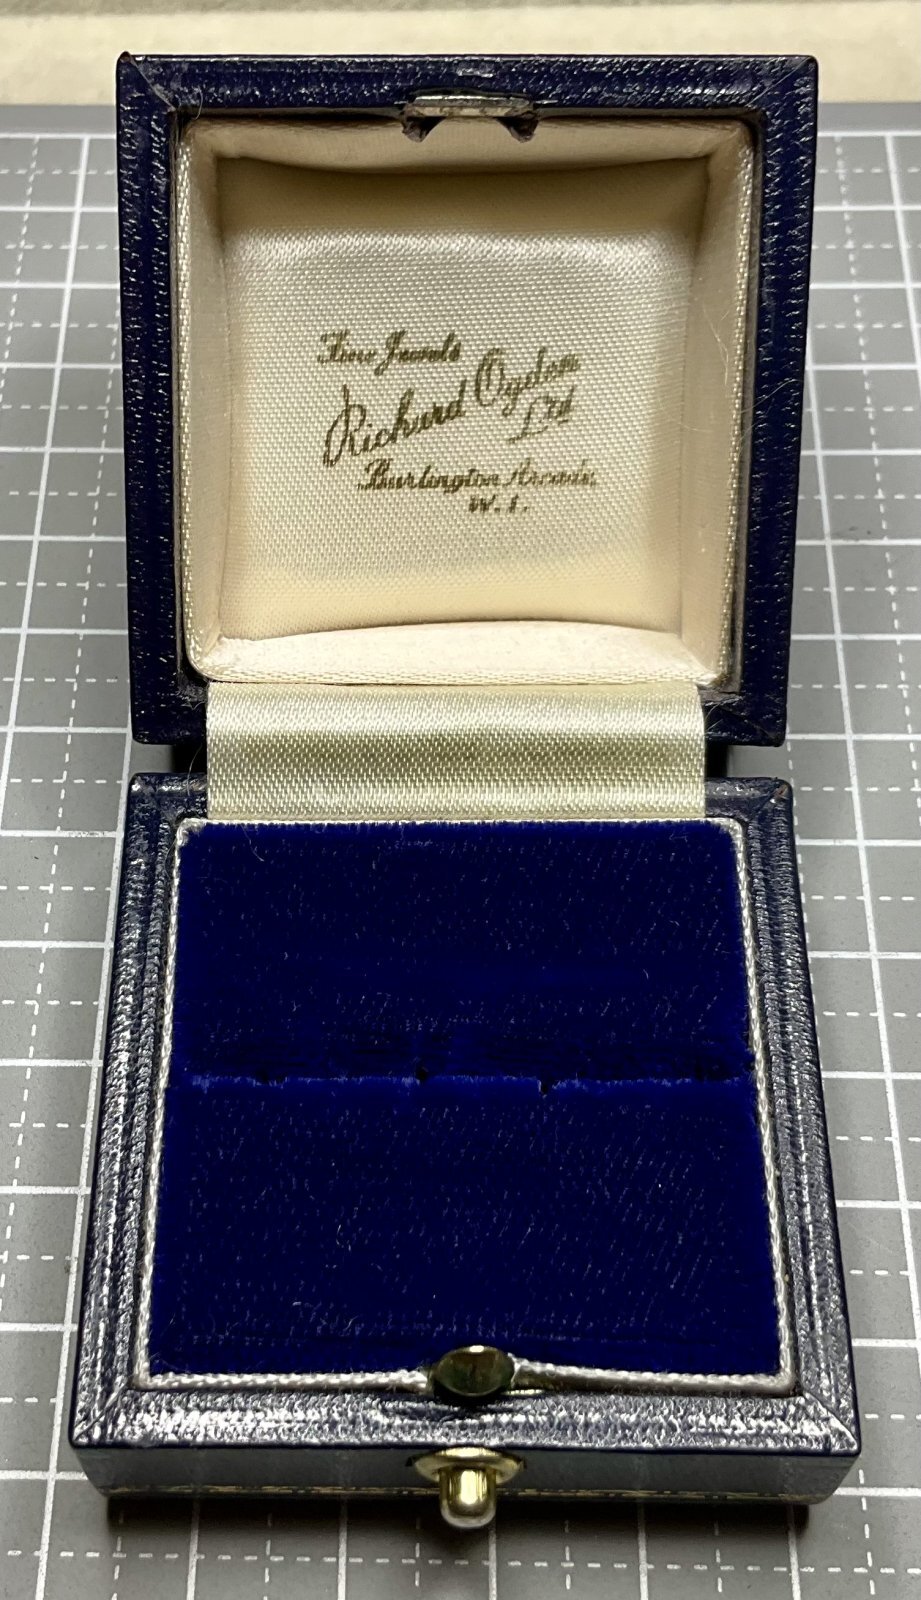 Fine Jewels
Richard Ogden
Ltd
Burlington Arcade,
W.1.